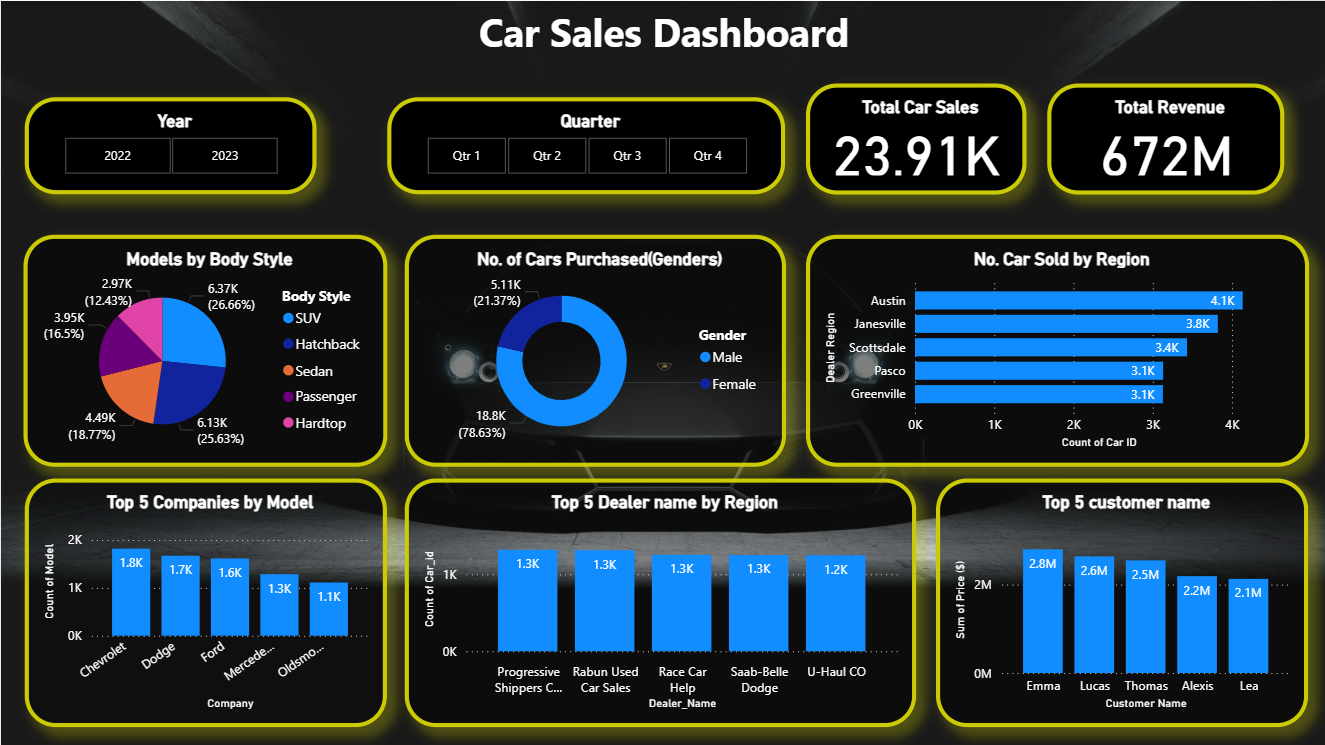 Car Sales Dashboard
Year
2022
2023
Quarter
Qtr 1
Qtr 2
Qtr 3
Qtr 4
Total Car Sales
23.91K
Total Revenue
672M
Models by Body Style
2.97K
(12.43%)
6.37K
(26.66%)
3.95K
(16.5%)
4.49K
(18.77%)
6.13K
(25.63%)
Body Style
SUV
Hatchback
Sedan
Passenger
Hardtop
No. of Cars Purchased(Genders)
5.11K
(21.37%)
18.8K
(78.63%)
Gender
Male
Female
No. Car Sold by Region
Dealer Region
Austin
4.1K
Janesville
3.8K
Scottsdale
3.4K
Pasco
3.1K
Greenville
3.1K
0K
1K
2K
3K
4K
Count of Car ID
Top 5 Companies by Model
Count of Model
2K
1K
0K
1.8K
1.7K
1.6K
1.3K
1.1K
Chevrolet
Dodge
Ford
Mercede...
Oldsmo...
Company
Top 5 Dealer name by Region
Count of Car_id
1K
0K
1.3K
1.3K
1.3K
1.3K
1.2K
Progressive
Shippers C...
Rabun Used
Car Sales
Race Car
Help
Saab-Belle
Dodge
U-Haul CO
Dealer_Name
Top 5 customer name
Sum of Price ($)
2M
0M
2.8M
2.6M
2.5M
2.2M
2.1M
Emma
Lucas
Thomas
Alexis
Lea
Customer Name